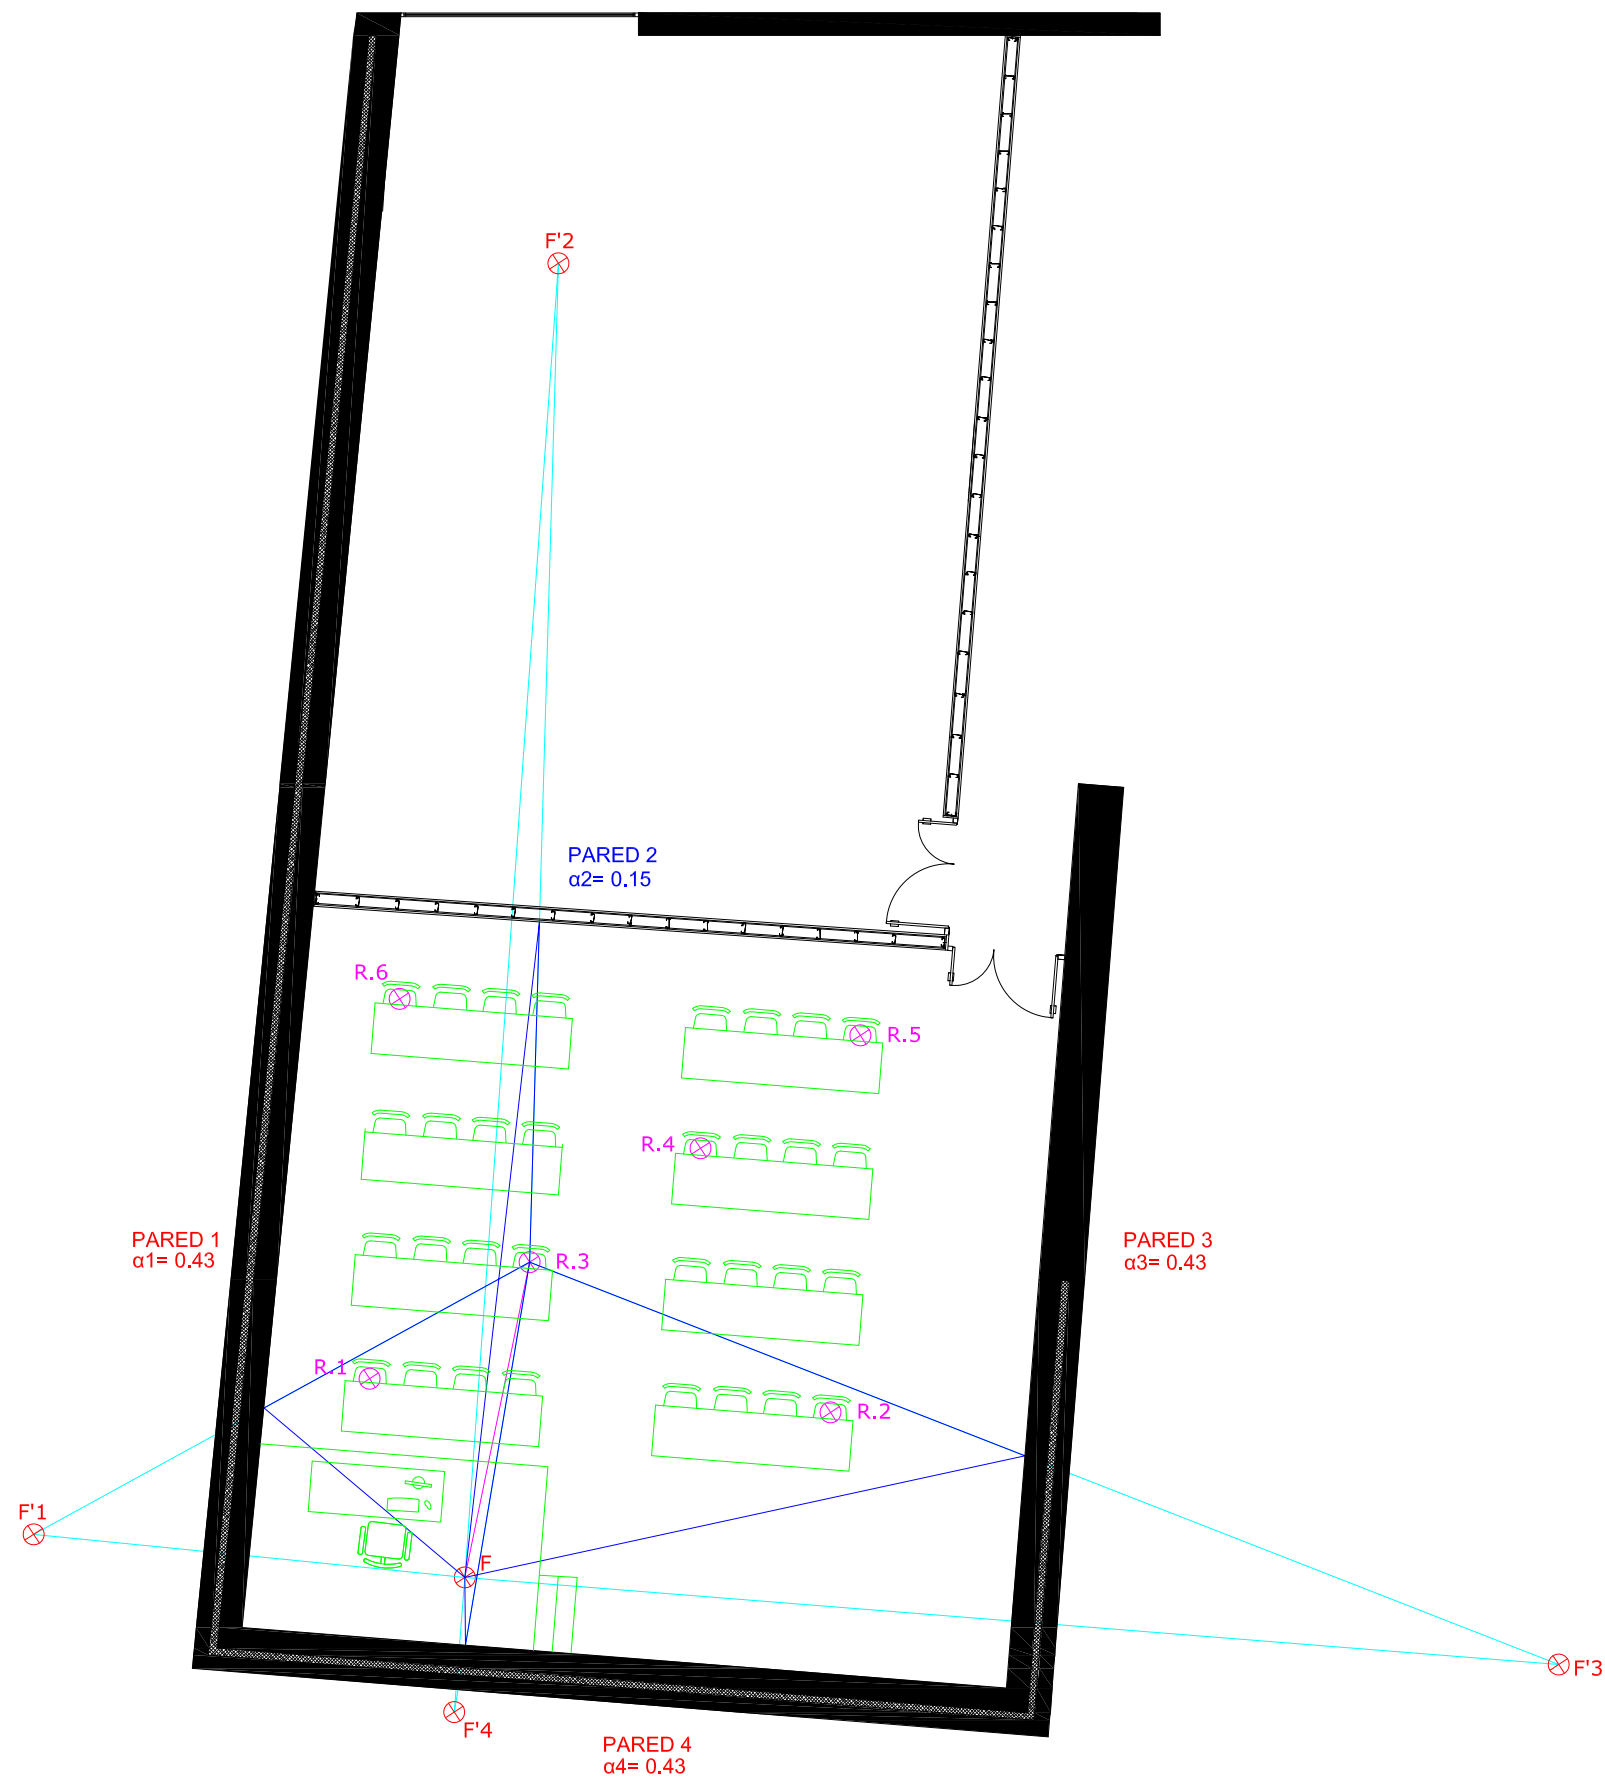 F'2
PARED 2
α2= 0.15
R.6
R.5
R.4
PARED 1
α1= 0.43
PARED 3
α3= 0.43
R.3
R.1
R.2
F'1
F
F'3
F'4
PARED 4
α4= 0.43